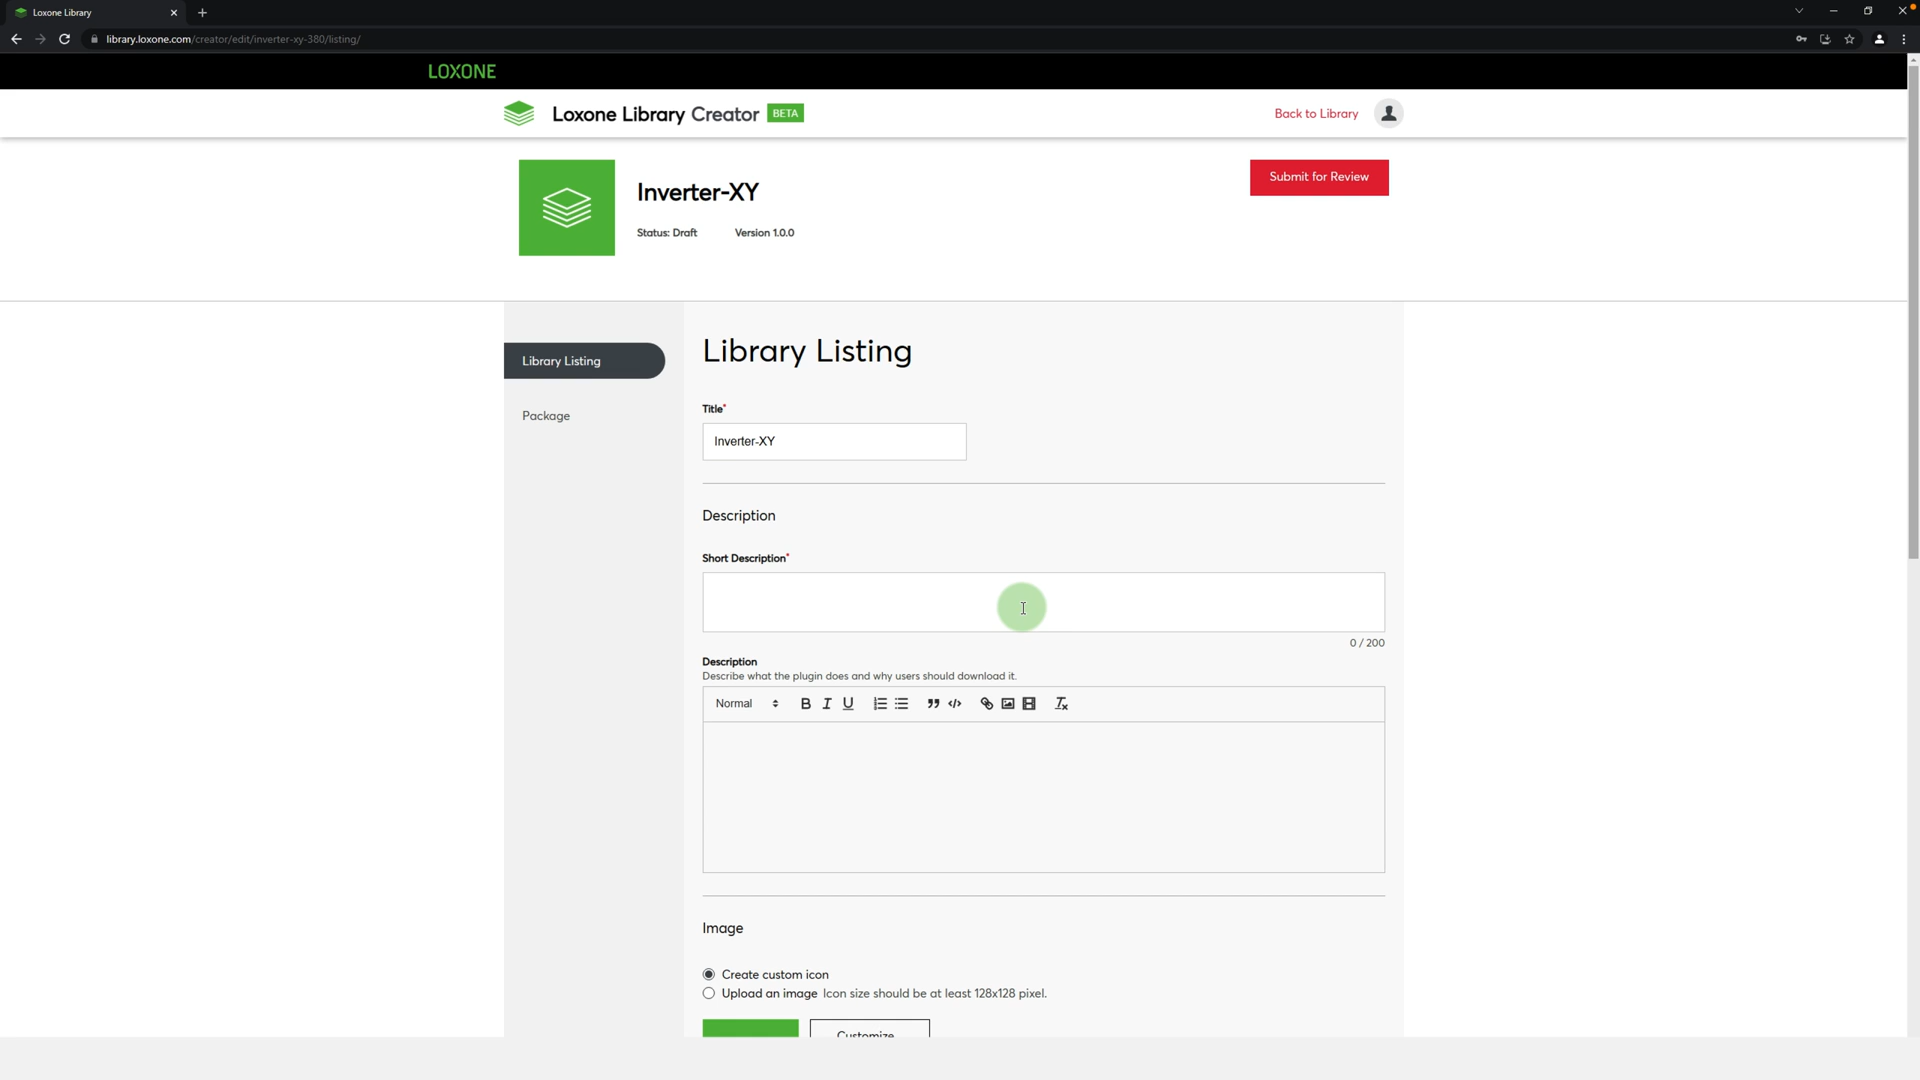 Loxone Library
library.loxone.com/creator/edit/inverter-xy-380/listing/
LOXONE
Loxone Library Creator BETA
Back to Library
Inverter-XY
Submit for Review
Status: Draft Version 1.0.0
Library Listing
Package
Library Listing
Title*
Inverter-XY
Description
Short Description*
0 / 200
Description
Describe what the plugin does and why users should download it.
Normal
Image
Create custom icon
Upload an image Icon size should be at least 128x128 pixel.
Customize